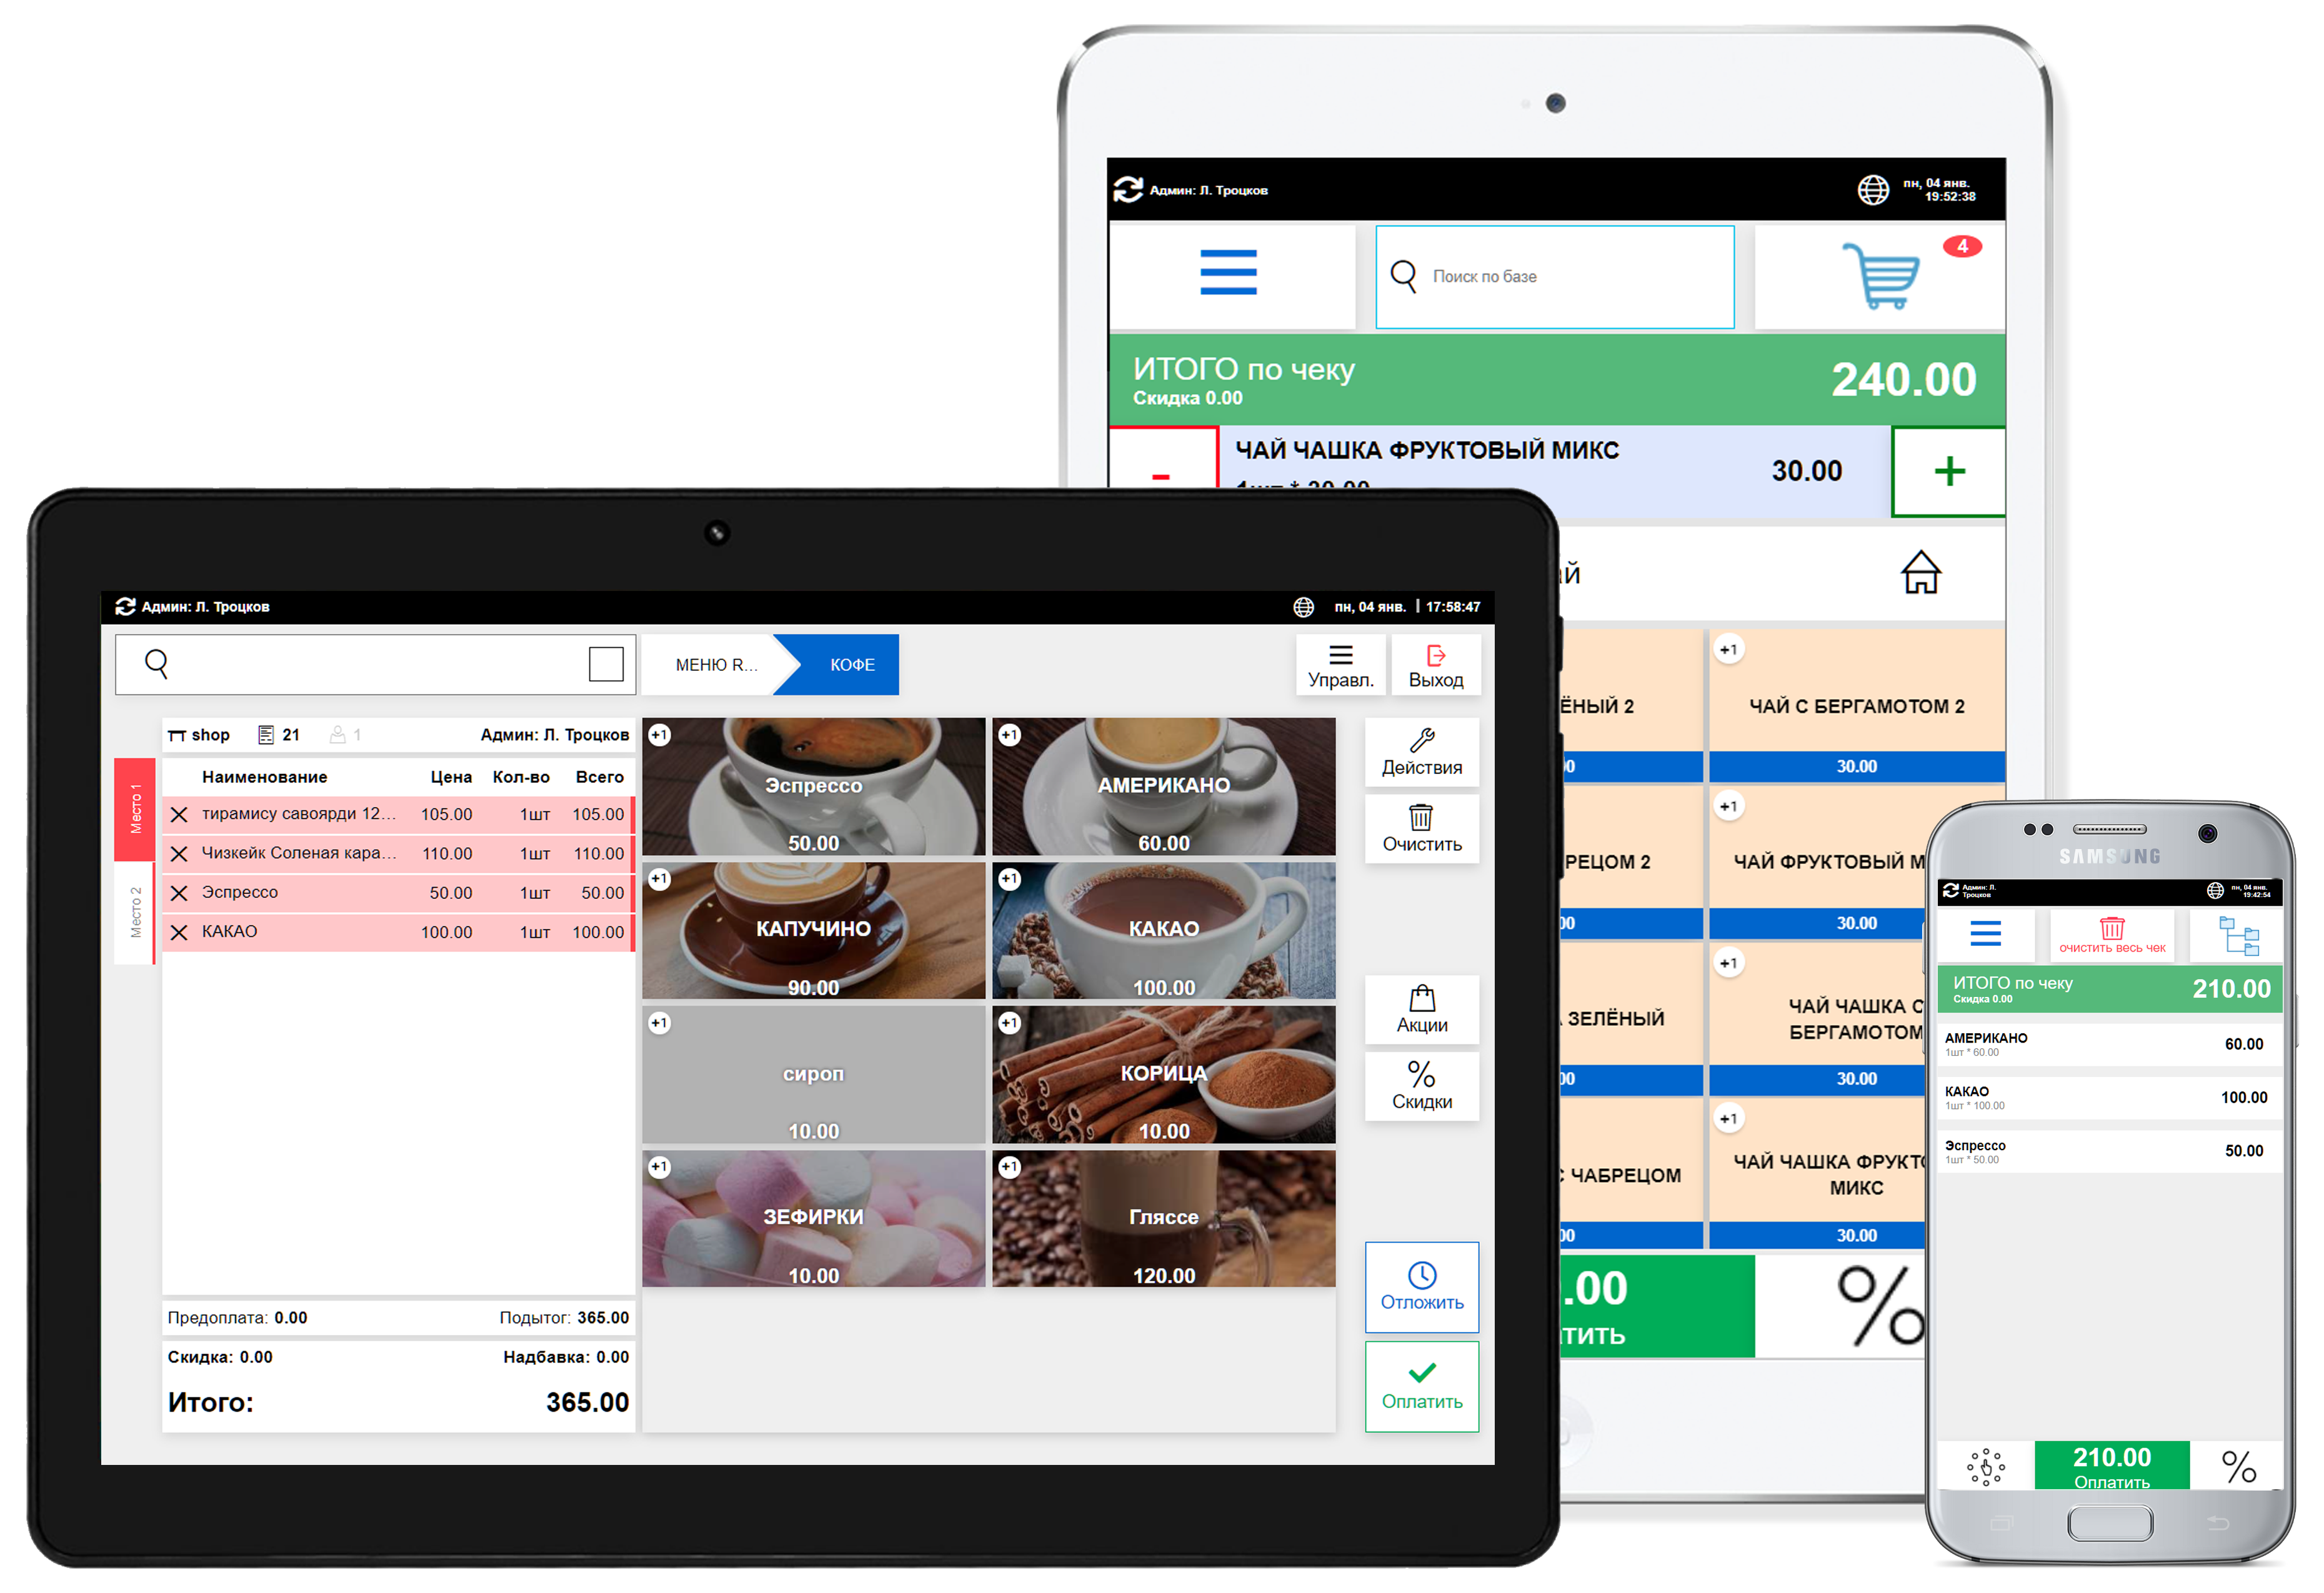 Админ: Л. Троцков
пн, 04 янв.
19:52:38
Поиск по базе
4
ИТОГО по чеку
240.00
Скидка 0.00
-
ЧАЙ ЧАШКА ФРУКТОВЫЙ МИКС
30.00
+
ай
ЁНЫЙ 2
+1
ЧАЙ С БЕРГАМОТОМ 2
00
30.00
РЕЦОМ 2
+1
ЧАЙ ФРУКТОВЫЙ М
00
30.00
ЗЕЛЁНЫЙ
+1
ЧАЙ ЧАШКА С
БЕРГАМОТОМ
00
30.00
С ЧАБРЕЦОМ
+1
ЧАЙ ЧАШКА ФРУКТО
МИКС
00
30.00
.00
тить
%
Админ: Л. Троцков
пн, 04 янв. | 17:58:47
МЕНЮ R...
КОФЕ
Управл.
Выход
shop
21
1
Админ: Л. Троцков
Место 1
Место 2
Наименование Цена Кол-во Всего
тирамису савоярди 12... 105.00 1шт 105.00
Чизкейк Соленая кара... 110.00 1шт 110.00
Эспрессо 50.00 1шт 50.00
КАКАО 100.00 1шт 100.00
Предоплата: 0.00
Подытог: 365.00
Скидка: 0.00
Надбавка: 0.00
Итого:
365.00
+1
Эспрессо
50.00
+1
АМЕРИКАНО
60.00
+1
КАПУЧИНО
90.00
+1
КАКАО
100.00
+1
сироп
10.00
+1
КОРИЦА
10.00
+1
ЗЕФИРКИ
10.00
+1
Гляссе
120.00
Действия
Очистить
Акции
%
Скидки
Отложить
Оплатить
SAMSUNG
Админ: Л.
Троцков
пн, 04 янв.
19:42:54
очистить весь чек
ИТОГО по чеку
210.00
Скидка 0.00
АМЕРИКАНО
1шт * 60.00
60.00
КАКАО
1шт * 100.00
100.00
Эспрессо
1шт * 50.00
50.00
210.00
Оплатить
%